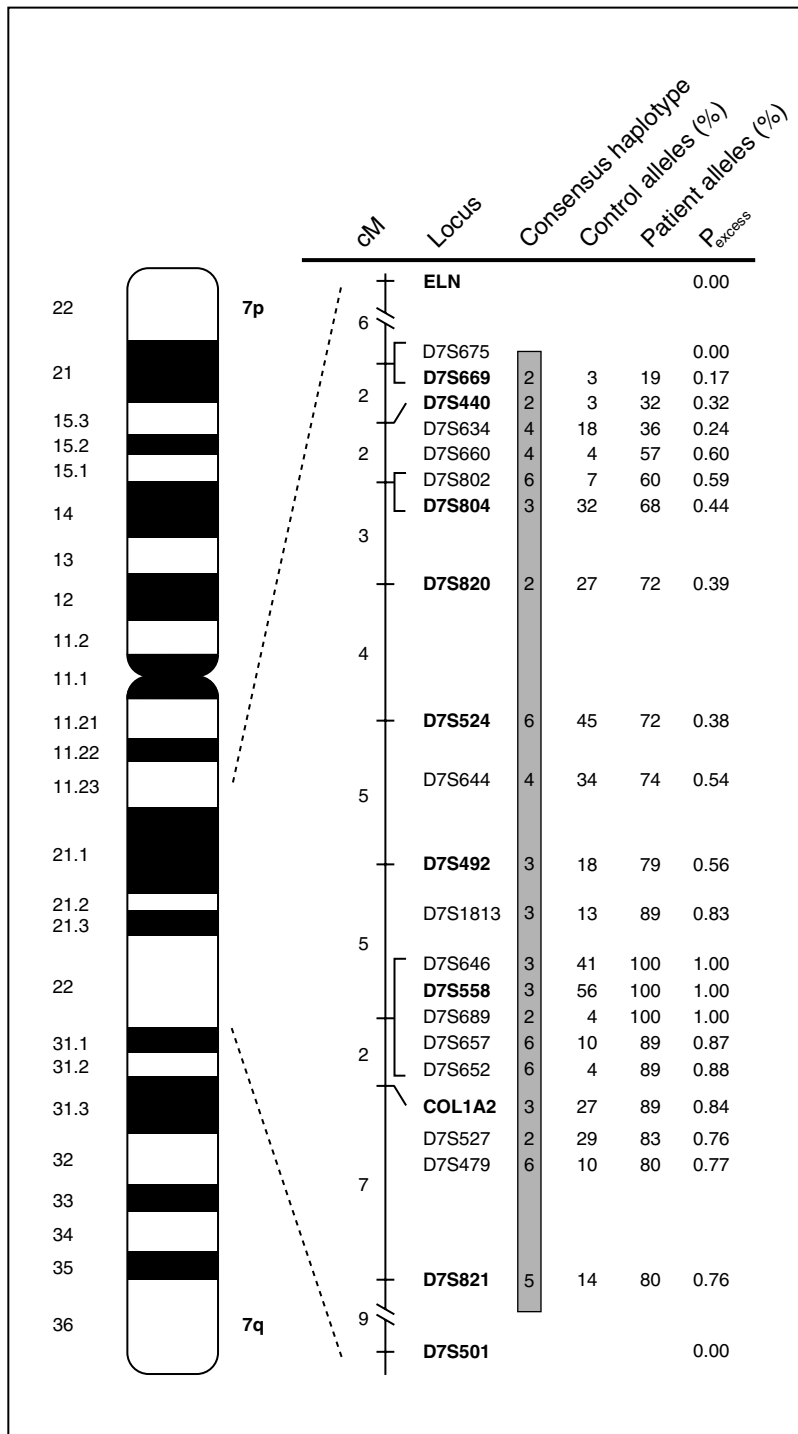 cM Locus Consensus haplotype Control alleles (%) Patient alleles (%) Pexcess
ELN 0.00
22 7p
6
D7S675 0.00
21
D7S669 2 3 19 0.17
2
D7S440 2 3 32 0.32
15.3
D7S634 4 18 36 0.24
15.2
2
D7S660 4 4 57 0.60
15.1
D7S802 6 7 60 0.59
D7S804 3 32 68 0.44
14
3
13
D7S820 2 27 72 0.39
12
11.2
4
11.1
11.21
D7S524 6 45 72 0.38
11.22
11.23
D7S644 4 34 74 0.54
5
21.1
D7S492 3 18 79 0.56
21.2
D7S1813 3 13 89 0.83
21.3
5
D7S646 3 41 100 1.00
22
D7S558 3 56 100 1.00
D7S689 2 4 100 1.00
31.1
D7S657 6 10 89 0.87
2
31.2
D7S652 6 4 89 0.88
31.3
COL1A2 3 27 89 0.84
D7S527 2 29 83 0.76
32
D7S479 6 10 80 0.77
7
33
34
35
D7S821 5 14 80 0.76
9
36 7q
D7S501 0.00